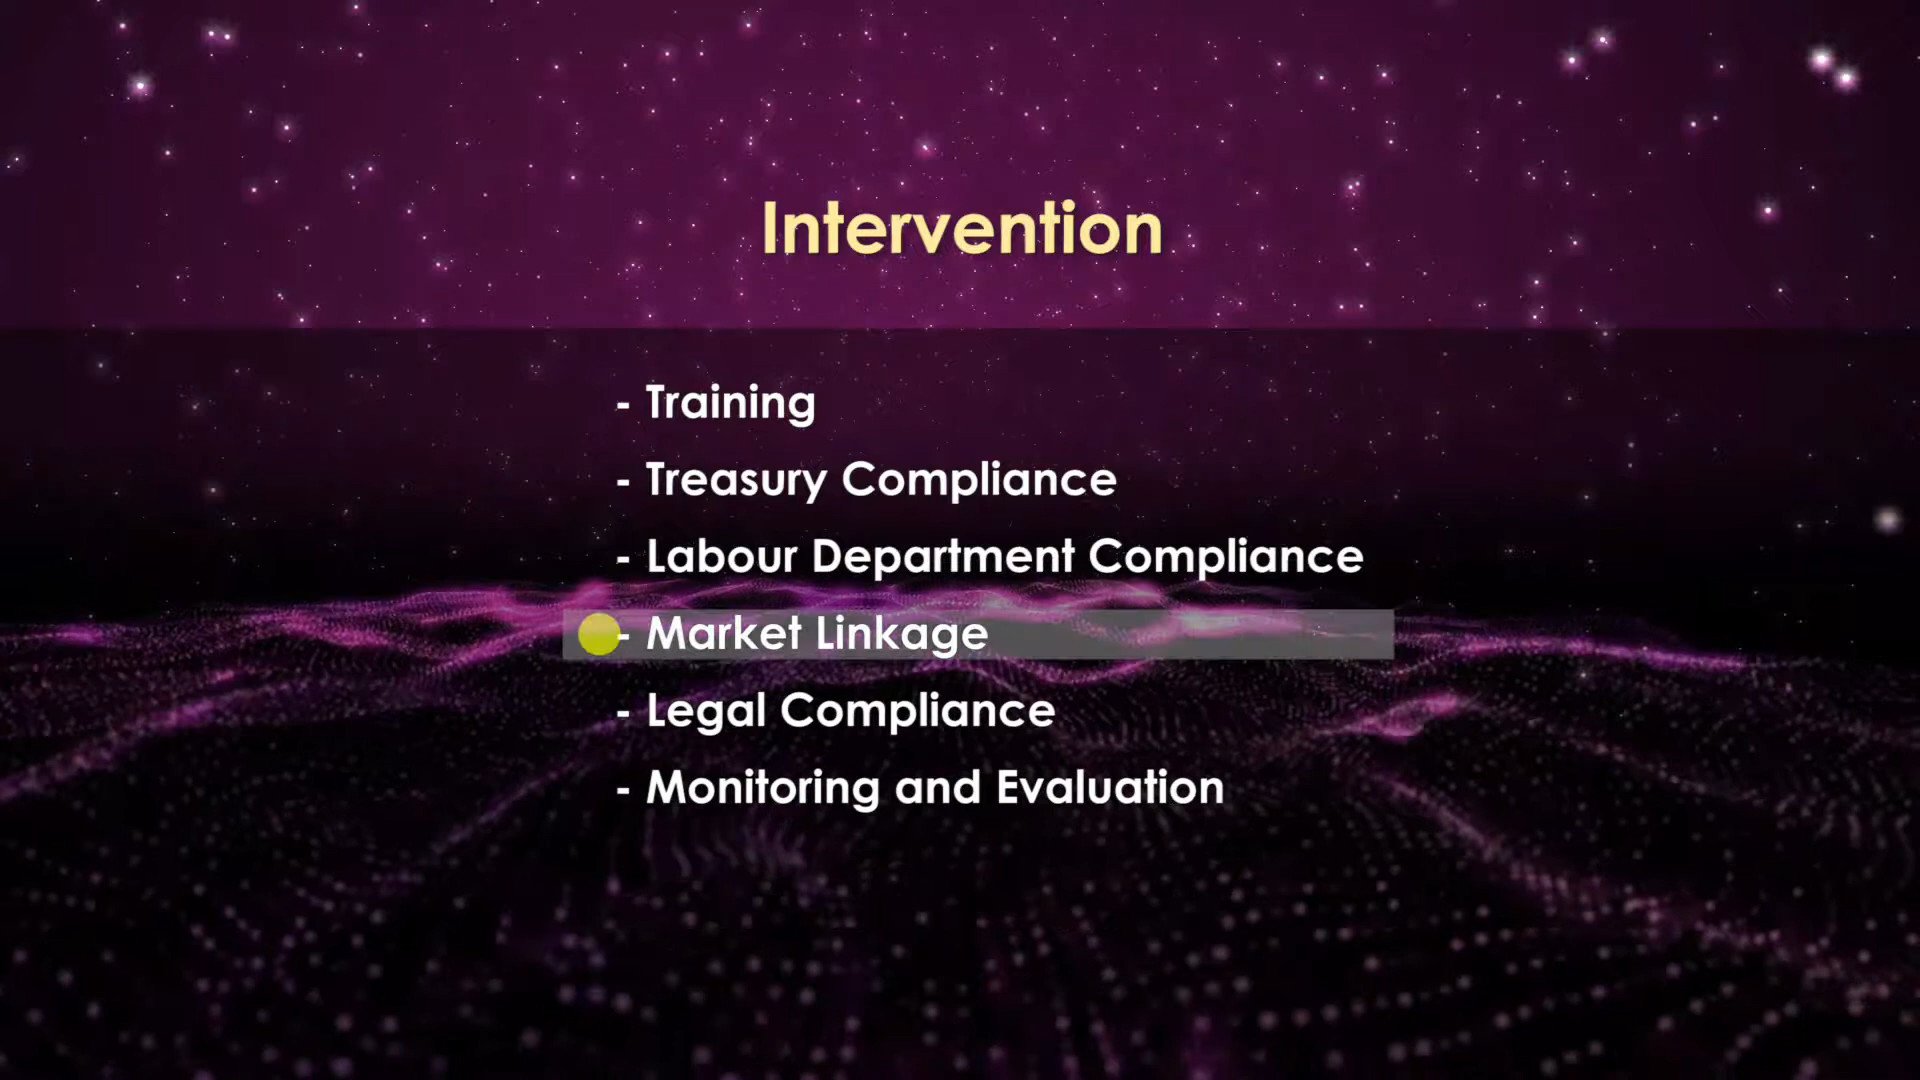 Intervention
- Training
- Treasury Compliance
- Labour Department Compliance
- Market Linkage
- Legal Compliance
- Monitoring and Evaluation